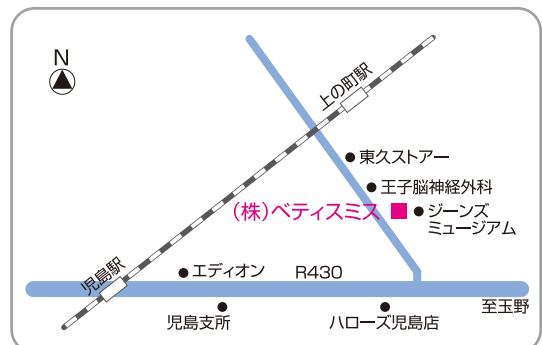 N
上の町駅
東久ストアー
王子脳神経外科
(株)ベティスミス
ジーンズ
ミュージアム
児島駅
エディオン
R430
至玉野
児島支所
ハローズ児島店